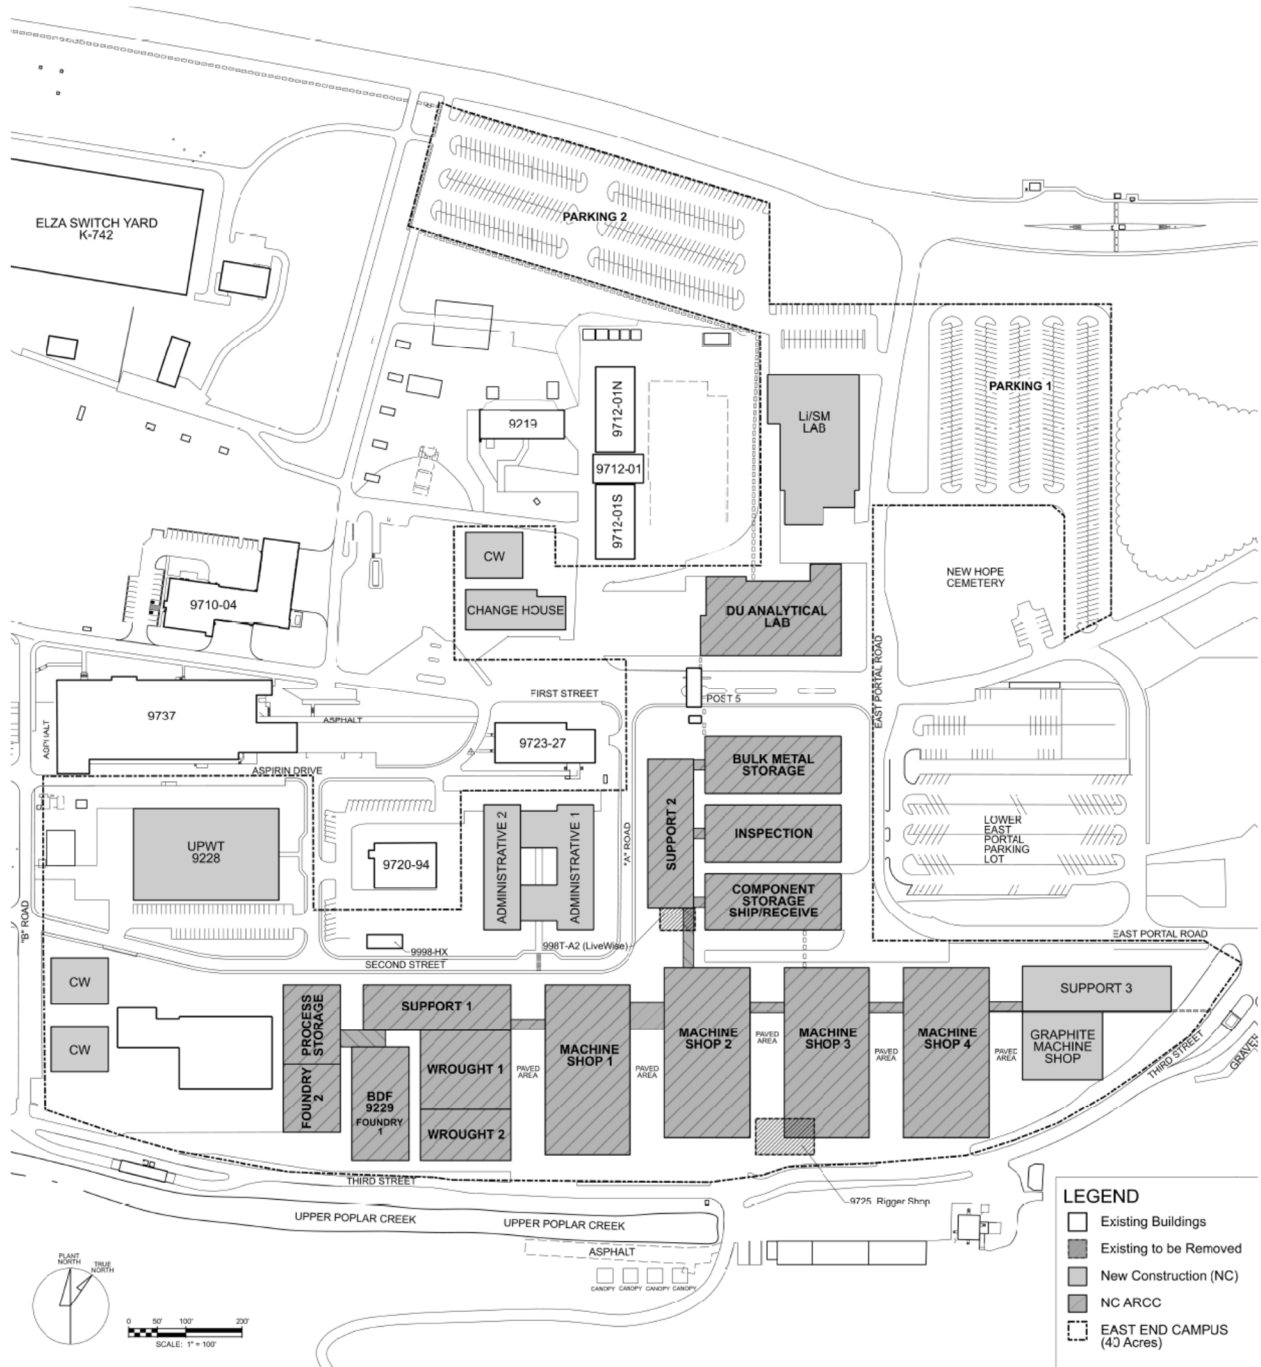 PARKING 2
ELZA SWITCH YARD
K-742
PARKING 1
9712-01N
Li/SM
LAB
9219
9712-01
9712-01S
CW
NEW HOPE
CEMETERY
CHANGE HOUSE
9710-04
DU ANALYTICAL
LAB
EAST PORTAL ROAD
FIRST STREET
POST 5
9737
ASPHALT
ASPHALT
9723-27
BULK METAL
STORAGE
ASPIRIN DRIVE
SUPPORT 2
UPWT
9228
9720-94
ADMINISTRATIVE 2
ADMINISTRATIVE 1
"A" ROAD
INSPECTION
LOWER
EAST
PORTAL
PARKING
LOT
COMPONENT
STORAGE
SHIP/RECEIVE
"B" ROAD
9998-HX
998T-A2 (LiveWise)
EAST PORTAL ROAD
SECOND STREET
CW
PROCESS
STORAGE
SUPPORT 1
SUPPORT 3
MACHINE
SHOP 1
MACHINE
SHOP 2
PAVED
AREA
MACHINE
SHOP 3
MACHINE
SHOP 4
GRAPHITE
MACHINE
SHOP
CW
PAVED
AREA
PAVED
AREA
PAVED
AREA
PAVED
AREA
THIRD STREET
GRAVEN
FOUNDRY
2
BDF
9229
FOUNDRY
1
WROUGHT 1
WROUGHT 2
THIRD STREET
9725 Rigger Shop
UPPER POPLAR CREEK
UPPER POPLAR CREEK
ASPHALT
CANOPY
CANOPY
CANOPY
CANOPY
PLANT
NORTH
TRUE
NORTH
0
50'
100'
200'
SCALE: 1" = 100'
LEGEND
Existing Buildings
Existing to be Removed
New Construction (NC)
NC ARCC
EAST END CAMPUS
(40 Acres)